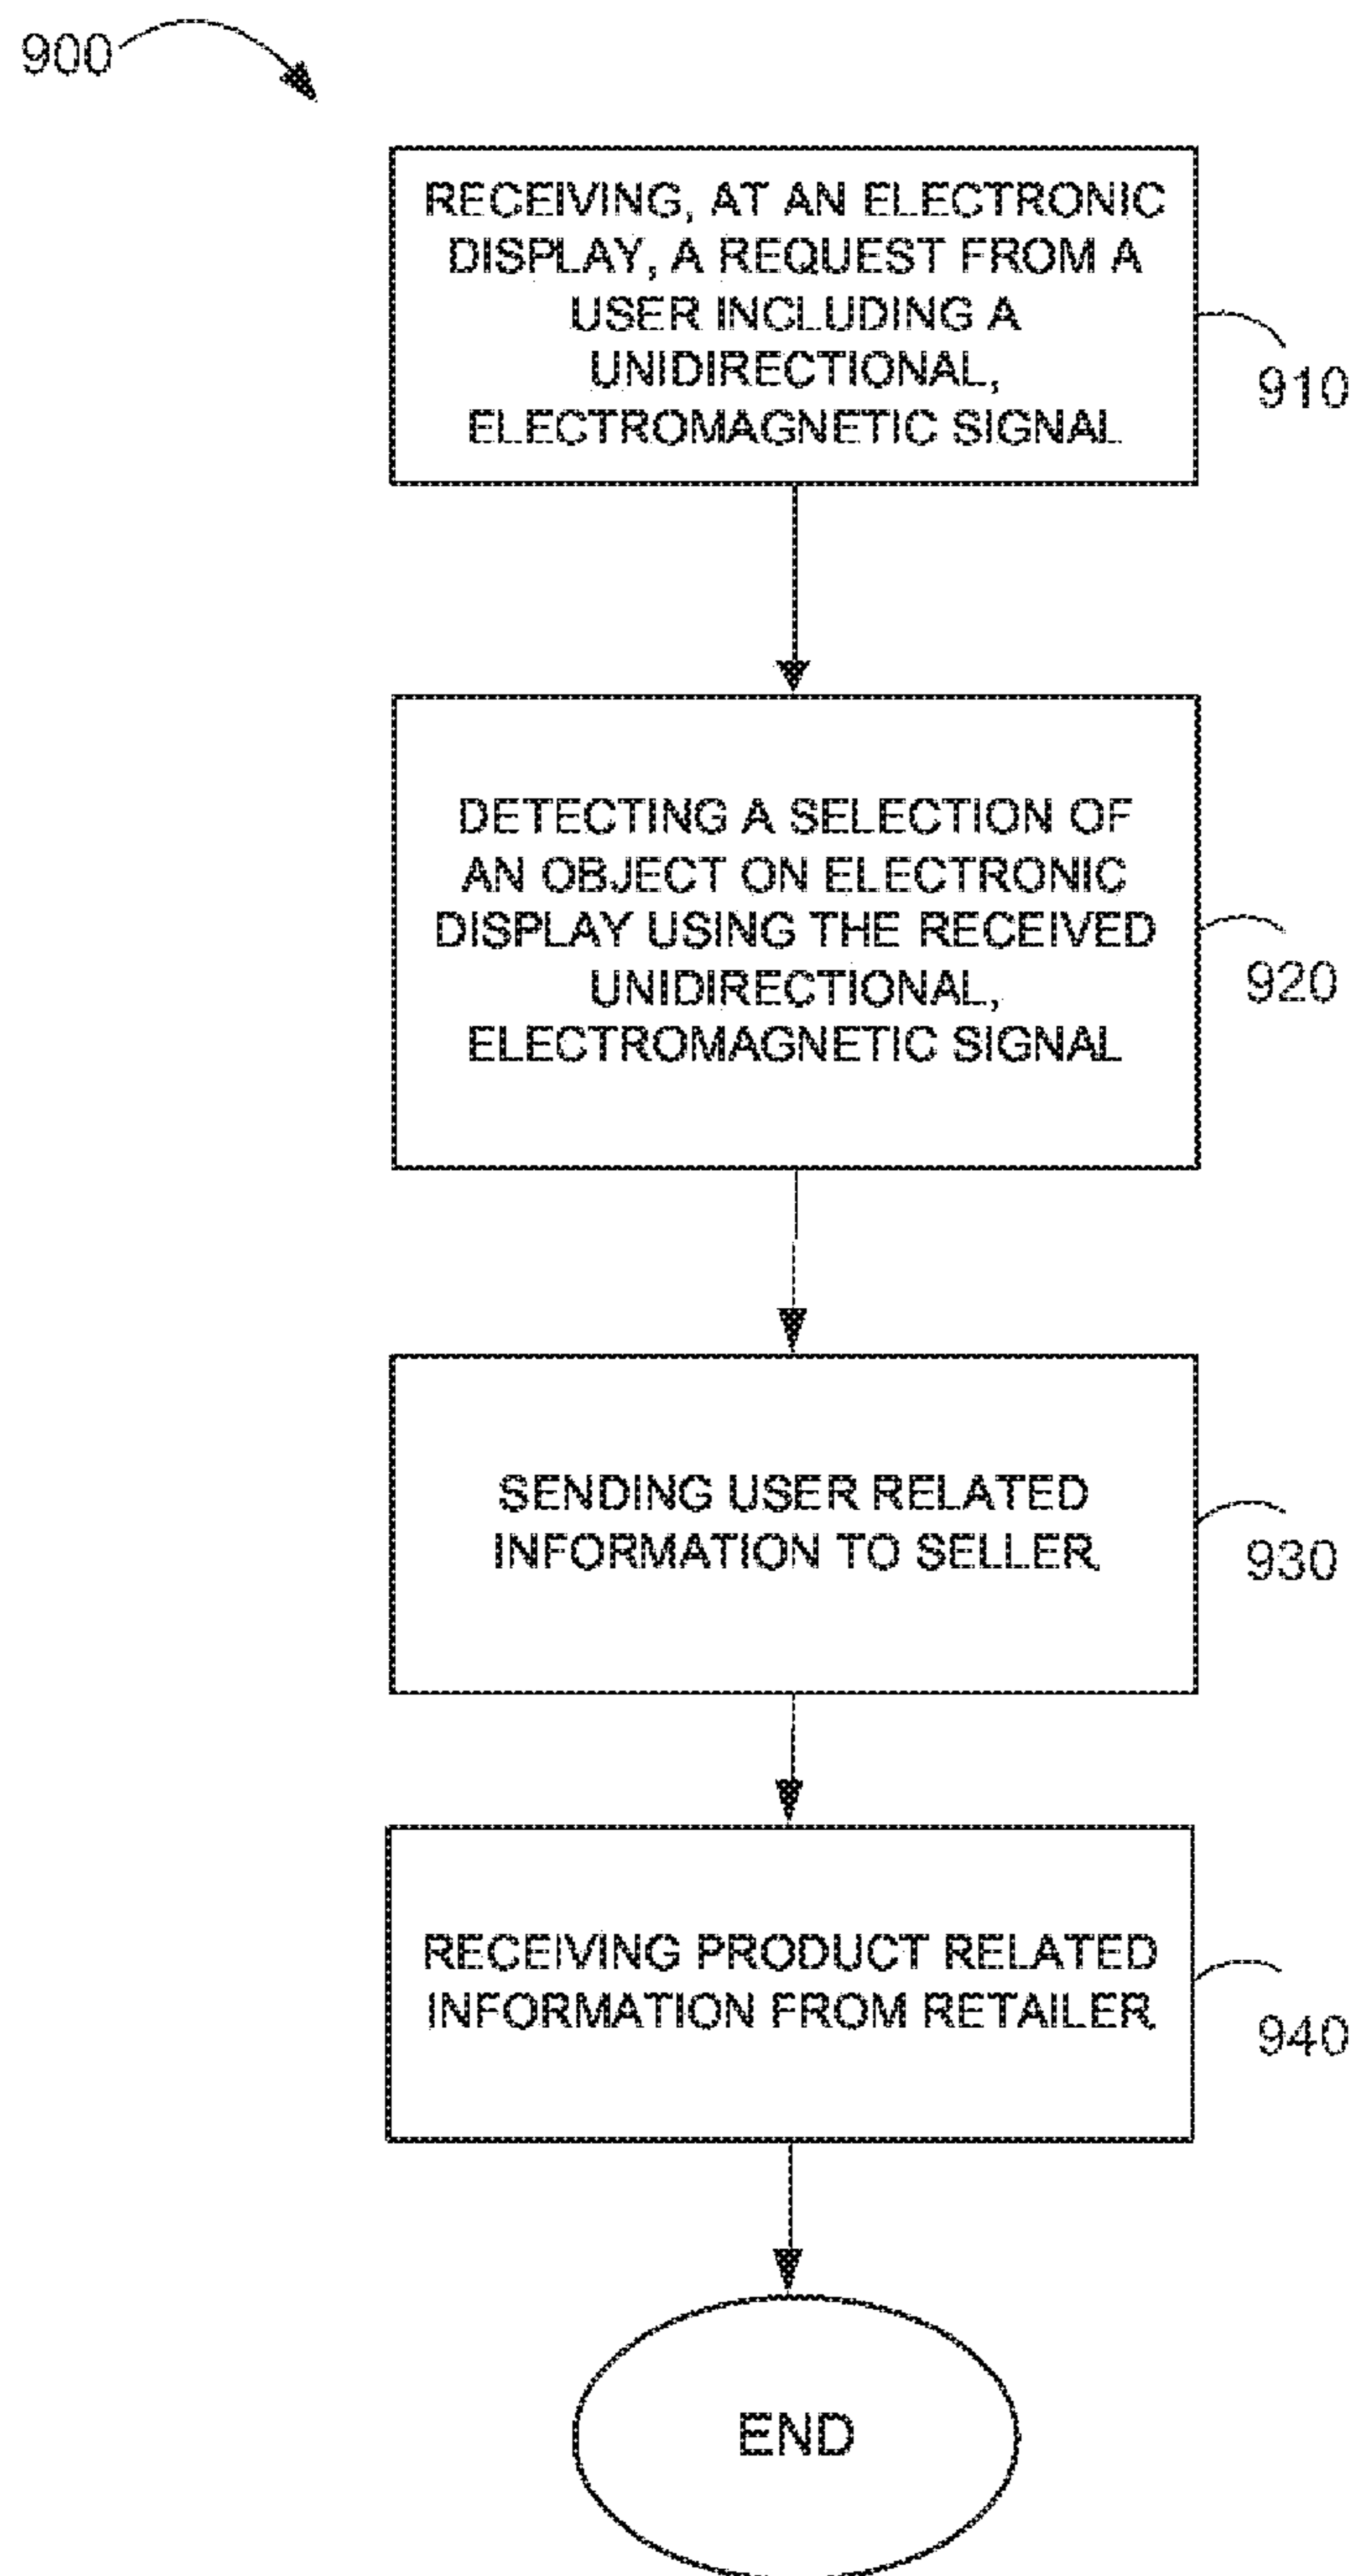 900
RECEIVING, AT AN ELECTRONIC
DISPLAY, A REQUEST FROM A
USER INCLUDING A
UNIDIRECTIONAL,
ELECTROMAGNETIC SIGNAL
910
DETECTING A SELECTION OF
AN OBJECT ON ELECTRONIC
DISPLAY USING THE RECEIVED
UNIDIRECTIONAL,
ELECTROMAGNETIC SIGNAL
920
SENDING USER RELATED
INFORMATION TO SELLER.
930
RECEIVING PRODUCT RELATED
INFORMATION FROM RETAILER.
940
END